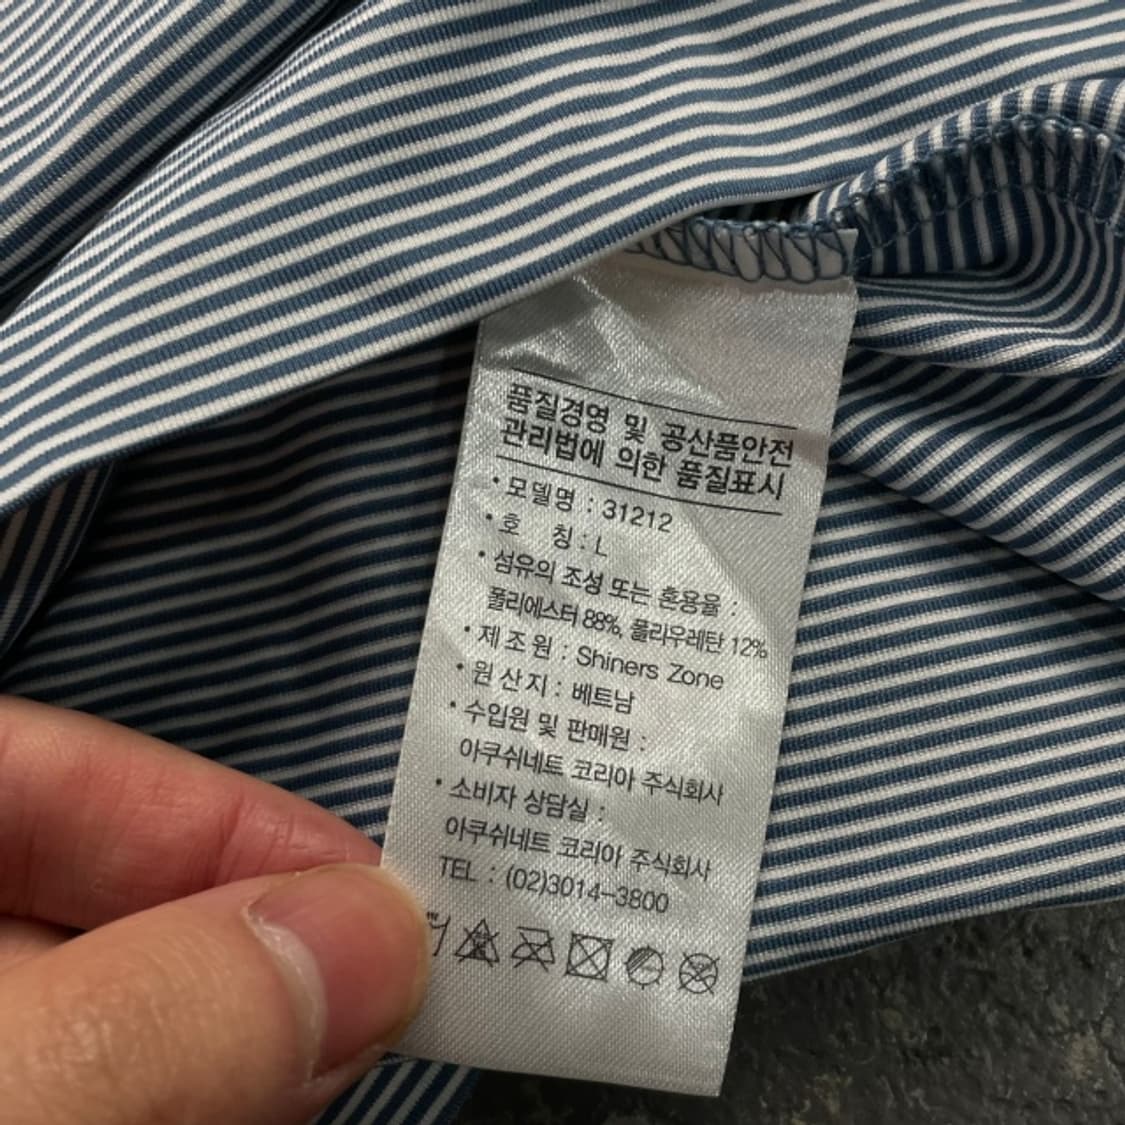 품질경영 및 공산품안전
관리법에 의한 품질표시
· 모델명 : 31212
· 호 칭 : L
· 섬유의 조성 또는 혼용율 :
폴리에스터 88%, 폴리우레탄 12%
· 제조원 : Shiners Zone
· 원산지 : 베트남
· 수입원 및 판매원 :
아쿠쉬네트 코리아 주식회사
· 소비자 상담실 :
아쿠쉬네트 코리아 주식회사
TEL : (02)3014-3800